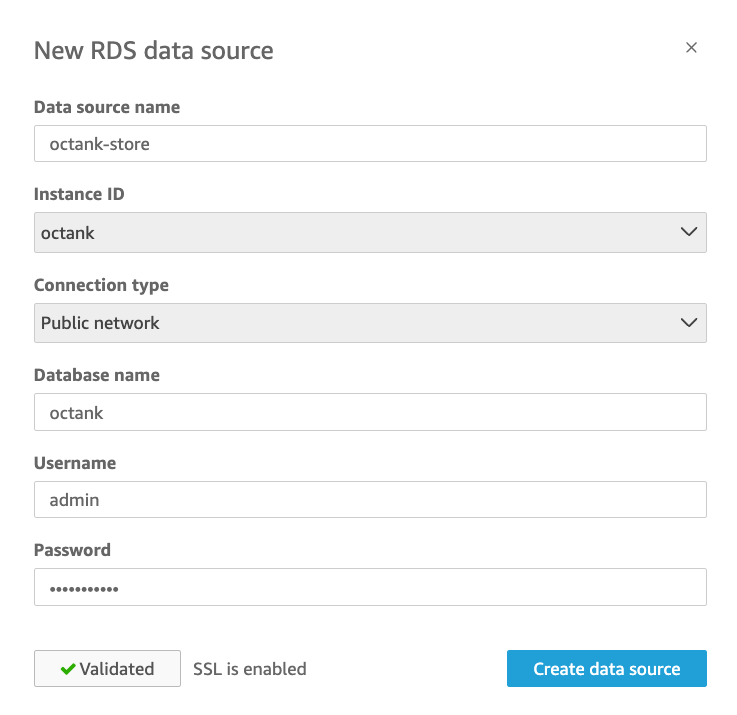 New RDS data source
Data source name
octank-store
Instance ID
octank
Connection type
Public network
Database name
octank
Username
admin
Password
•••••••••••
Validated SSL is enabled Create data source